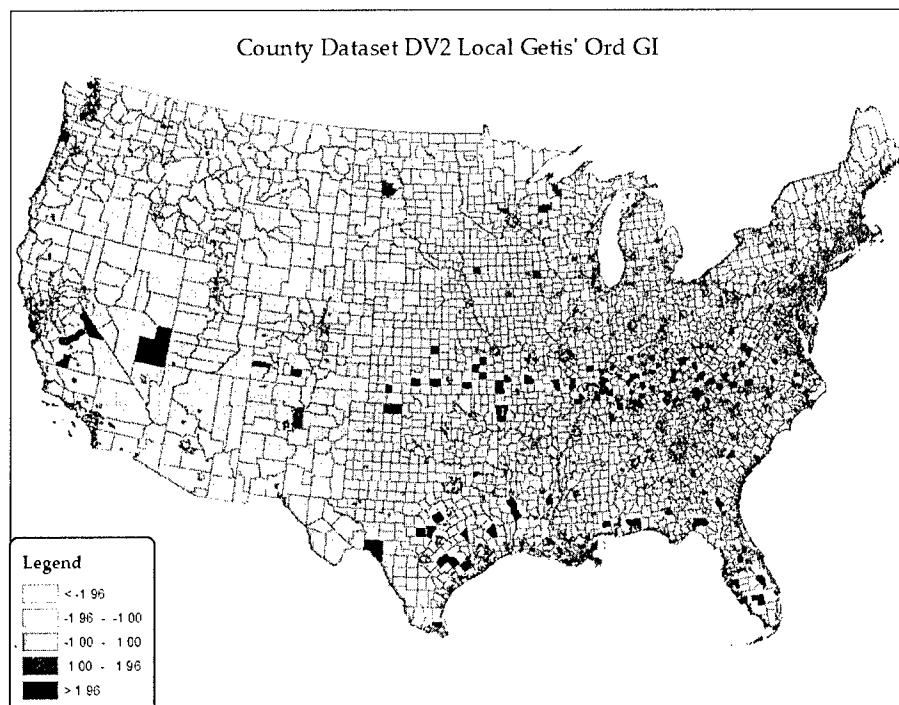 County Dataset DV2 Local Getis' Ord GI
Legend
< -1 96
-1 96 - -1 00
-1 00 - 1 00
1 00 - 1 96
> 1 96